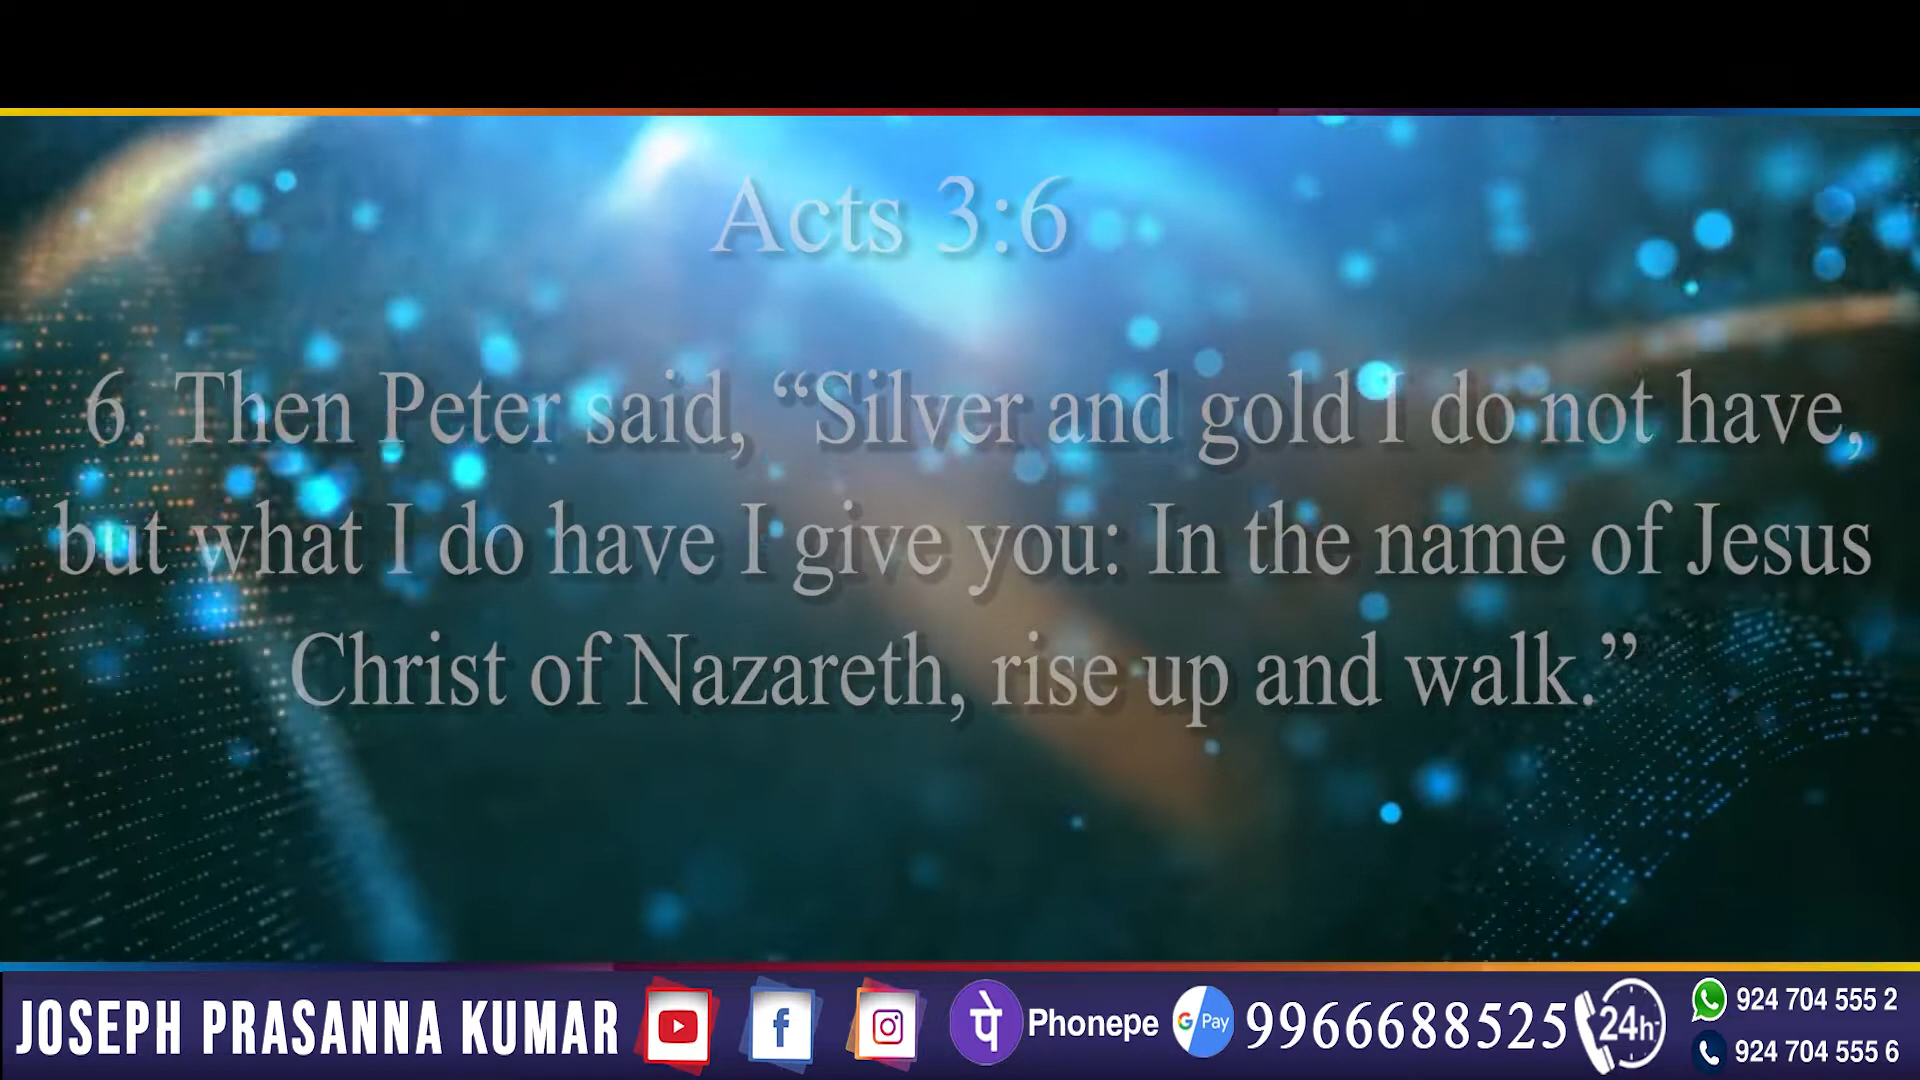 Acts 3:6
6. Then Peter said, “Silver and gold I do not have,
but what I do have I give you: In the name of Jesus
Christ of Nazareth, rise up and walk.”
JOSEPH PRASANNA KUMAR f पे Phonepe G Pay 9966688525 24h
924 704 555 2
924 704 555 6